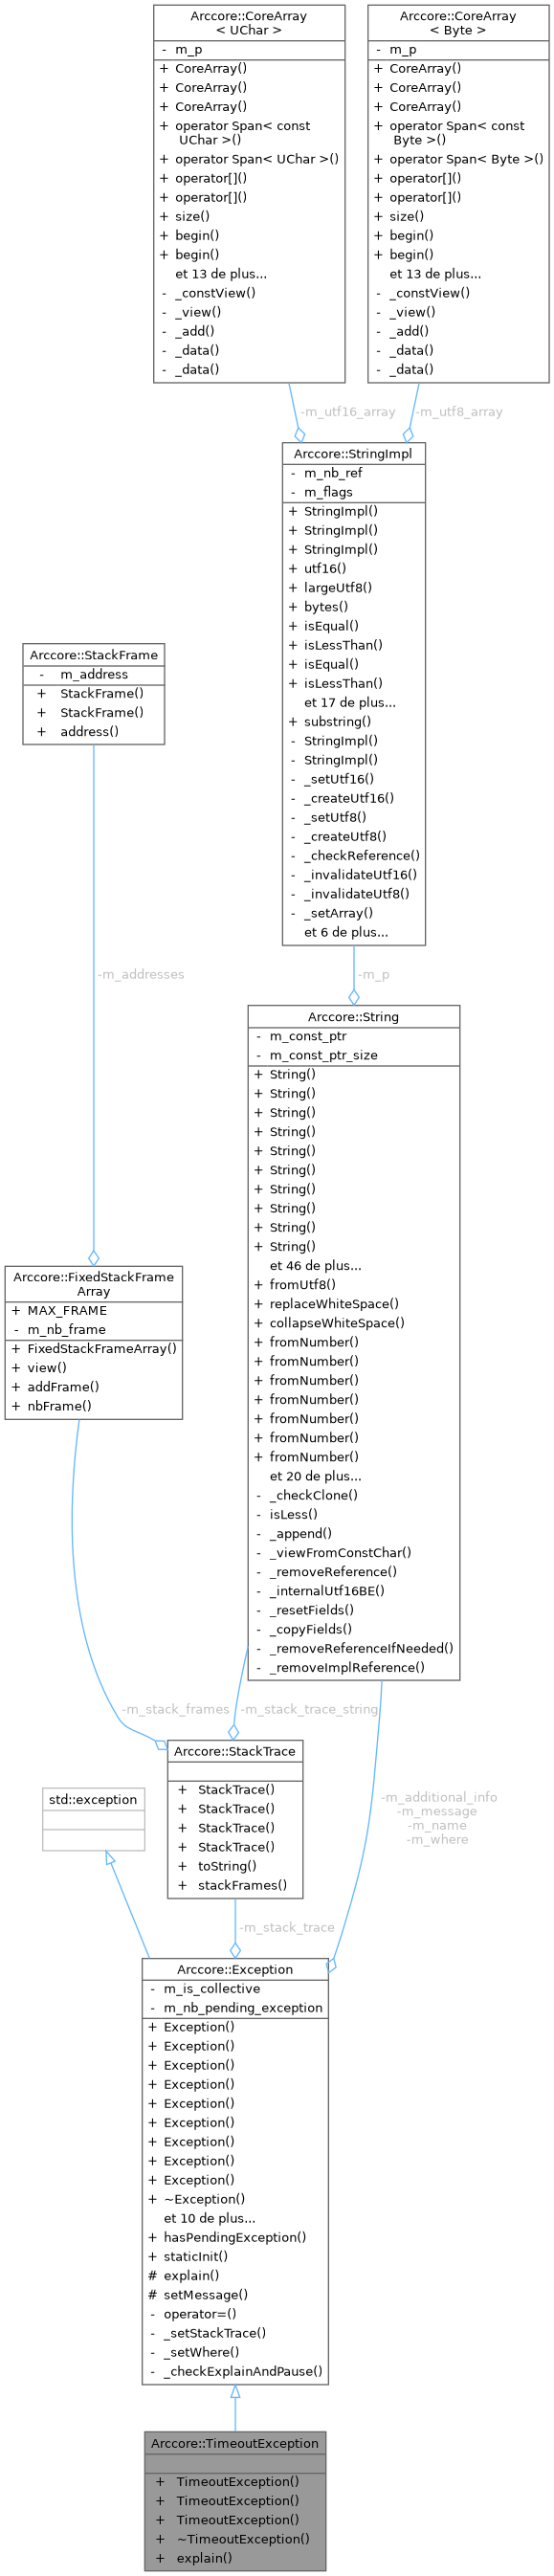 Arccore::CoreArray
< UChar >
- m_p
+ CoreArray()
+ CoreArray()
+ CoreArray()
+ operator Span< const
UChar >()
+ operator Span< UChar >()
+ operator[]()
+ operator[]()
+ size()
+ begin()
+ begin()
et 13 de plus...
- _constView()
- _view()
- _add()
- _data()
- _data()
Arccore::CoreArray
< Byte >
- m_p
+ CoreArray()
+ CoreArray()
+ CoreArray()
+ operator Span< const
Byte >()
+ operator Span< Byte >()
+ operator[]()
+ operator[]()
+ size()
+ begin()
+ begin()
et 13 de plus...
- _constView()
- _view()
- _add()
- _data()
- _data()
-m_utf16_array
-m_utf8_array
Arccore::StringImpl
- m_nb_ref
- m_flags
+ StringImpl()
+ StringImpl()
+ StringImpl()
+ utf16()
+ largeUtf8()
+ bytes()
+ isEqual()
+ isLessThan()
+ isEqual()
+ isLessThan()
et 17 de plus...
+ substring()
- StringImpl()
- StringImpl()
- _setUtf16()
- _createUtf16()
- _setUtf8()
- _createUtf8()
- _checkReference()
- _invalidateUtf16()
- _invalidateUtf8()
- _setArray()
et 6 de plus...
Arccore::StackFrame
- m_address
+ StackFrame()
+ StackFrame()
+ address()
-m_addresses
-m_p
Arccore::String
- m_const_ptr
- m_const_ptr_size
+ String()
+ String()
+ String()
+ String()
+ String()
+ String()
+ String()
+ String()
+ String()
+ String()
et 46 de plus...
+ fromUtf8()
+ replaceWhiteSpace()
+ collapseWhiteSpace()
+ fromNumber()
+ fromNumber()
+ fromNumber()
+ fromNumber()
+ fromNumber()
+ fromNumber()
+ fromNumber()
et 20 de plus...
- _checkClone()
- isLess()
- _append()
- _viewFromConstChar()
- _removeReference()
- _internalUtf16BE()
- _resetFields()
- _copyFields()
- _removeReferenceIfNeeded()
- _removeImplReference()
Arccore::FixedStackFrame
Array
+ MAX_FRAME
- m_nb_frame
+ FixedStackFrameArray()
+ view()
+ addFrame()
+ nbFrame()
-m_stack_frames
-m_stack_trace_string
Arccore::StackTrace
+ StackTrace()
+ StackTrace()
+ StackTrace()
+ StackTrace()
+ toString()
+ stackFrames()
std::exception
-m_additional_info
-m_message
-m_name
-m_where
-m_stack_trace
Arccore::Exception
- m_is_collective
- m_nb_pending_exception
+ Exception()
+ Exception()
+ Exception()
+ Exception()
+ Exception()
+ Exception()
+ Exception()
+ Exception()
+ Exception()
+ ~Exception()
et 10 de plus...
+ hasPendingException()
+ staticInit()
# explain()
# setMessage()
- operator=()
- _setStackTrace()
- _setWhere()
- _checkExplainAndPause()
Arccore::TimeoutException
+ TimeoutException()
+ TimeoutException()
+ TimeoutException()
+ ~TimeoutException()
+ explain()